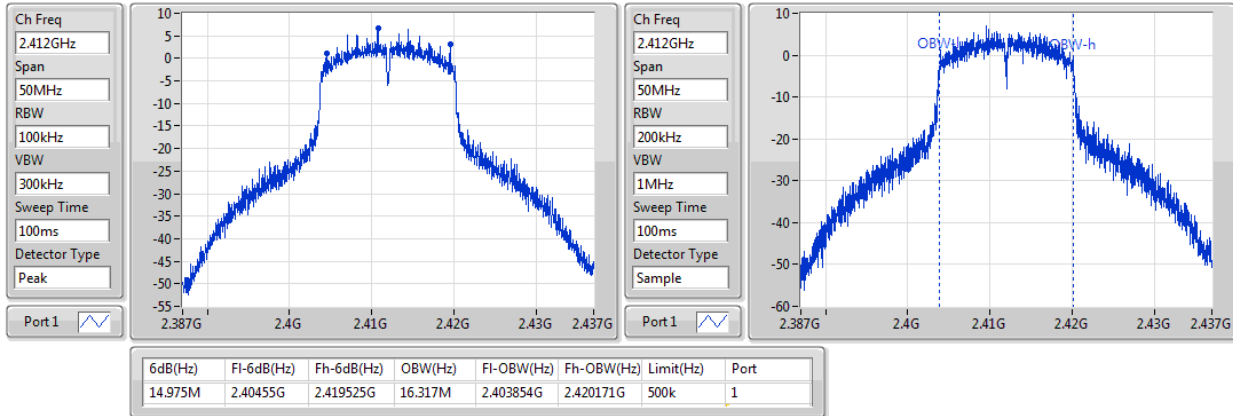 Ch Freq
2.412GHz
Span
50MHz
RBW
100kHz
VBW
300kHz
Sweep Time
100ms
Detector Type
Peak
Port 1
10
5
0
-5
-10
-15
-20
-25
-30
-35
-40
-45
-50
-55
2.387G 2.4G 2.41G 2.42G 2.43G 2.437G
Ch Freq
2.412GHz
Span
50MHz
RBW
200kHz
VBW
1MHz
Sweep Time
100ms
Detector Type
Sample
Port 1
10
0
-10
-20
-30
-40
-50
-60
OBW-l OBW-h
2.387G 2.4G 2.41G 2.42G 2.43G 2.437G
6dB(Hz) Fl-6dB(Hz) Fh-6dB(Hz) OBW(Hz) Fl-OBW(Hz) Fh-OBW(Hz) Limit(Hz) Port
14.975M 2.40455G 2.419525G 16.317M 2.403854G 2.420171G 500k 1